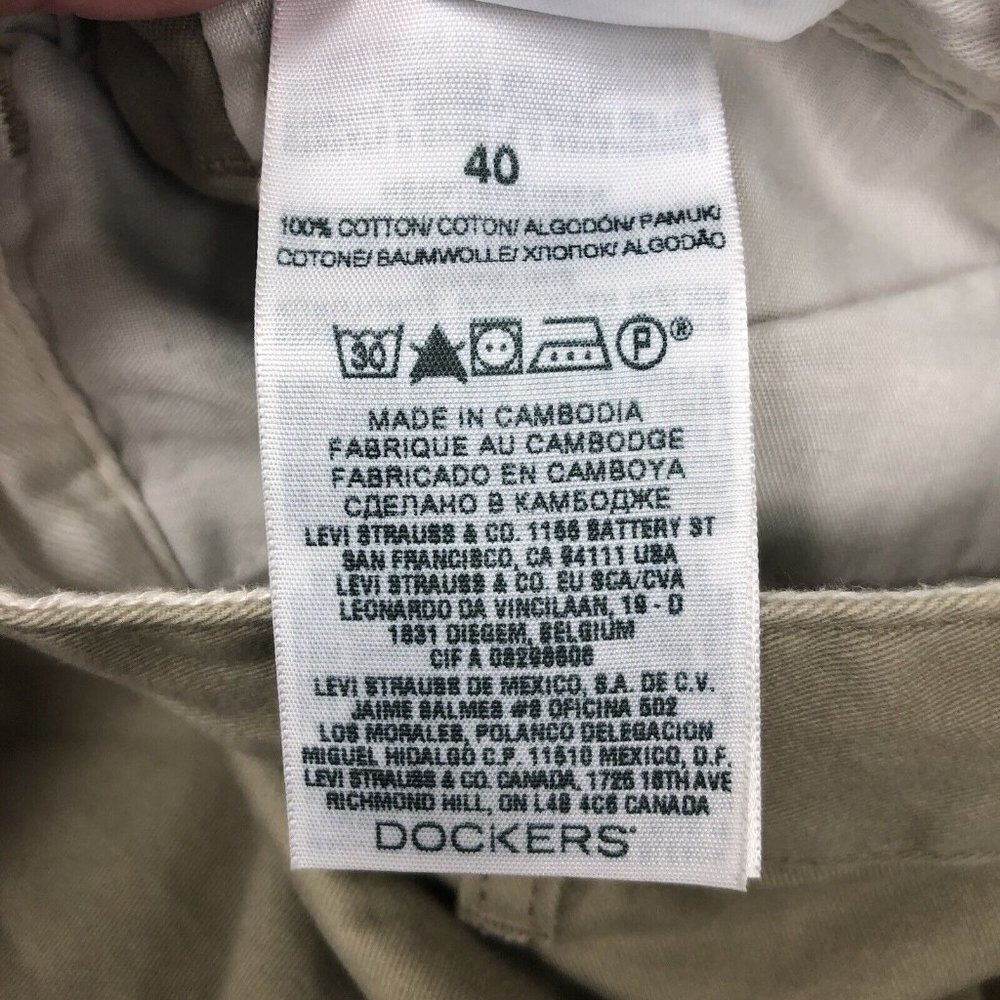 40
100% COTTON/ COTON/ ALGODÓN/ PAMUK/
COTONE/ BAUMWOLLE/ ХЛОПОК/ ALGODÃO
30
P ®
MADE IN CAMBODIA
FABRIQUE AU CAMBODGE
FABRICADO EN CAMBOYA
СДЕЛАНО В КАМБОДЖЕ
LEVI STRAUSS & CO. 1155 BATTERY ST
SAN FRANCISCO, CA 94111 USA
LEVI STRAUSS & CO. EU SCA/CVA
LEONARDO DA VINCILAAN, 19 - D
1831 DIEGEM, BELGIUM
CIF A
LEVI STRAUSS DE MEXICO, S.A. DE C.V.
JAIME BALMES #8 OFICINA 502
LOS MORALES, POLANCO DELEGACION
MIGUEL HIDALGO C.P. 11510 MEXICO, D.F.
LEVI STRAUSS & CO. CANADA, 1725 16TH AVE
RICHMOND HILL, ON L4B 4C6 CANADA
DOCKERS